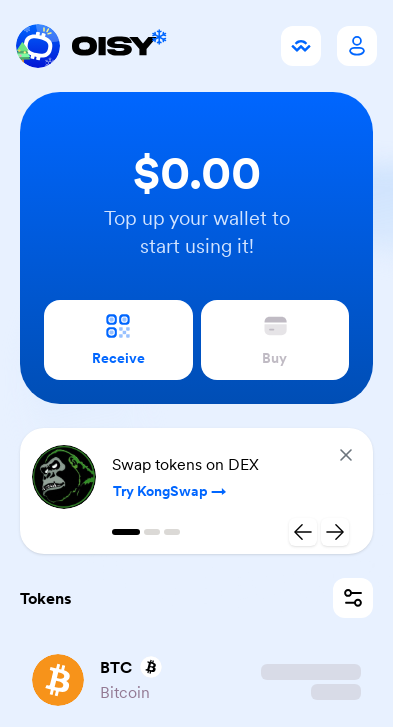 OISY
$0.00
Top up your wallet to
start using it!
Receive
Buy
Swap tokens on DEX
Try KongSwap →
Tokens
BTC
Bitcoin